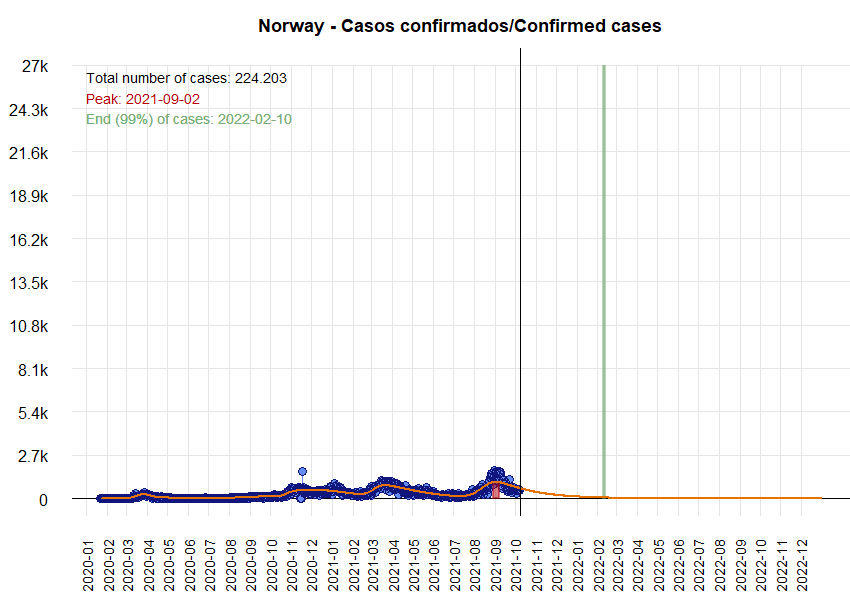 Norway - Casos confirmados/Confirmed cases
27k
24.3k
21.6k
18.9k
16.2k
13.5k
10.8k
8.1k
5.4k
2.7k
0
Total number of cases: 224.203
Peak: 2021-09-02
End (99%) of cases: 2022-02-10
2020-01
2020-02
2020-03
2020-04
2020-05
2020-06
2020-07
2020-08
2020-09
2020-10
2020-11
2020-12
2021-01
2021-02
2021-03
2021-04
2021-05
2021-06
2021-07
2021-08
2021-09
2021-10
2021-11
2021-12
2022-01
2022-02
2022-03
2022-04
2022-05
2022-06
2022-07
2022-08
2022-09
2022-10
2022-11
2022-12